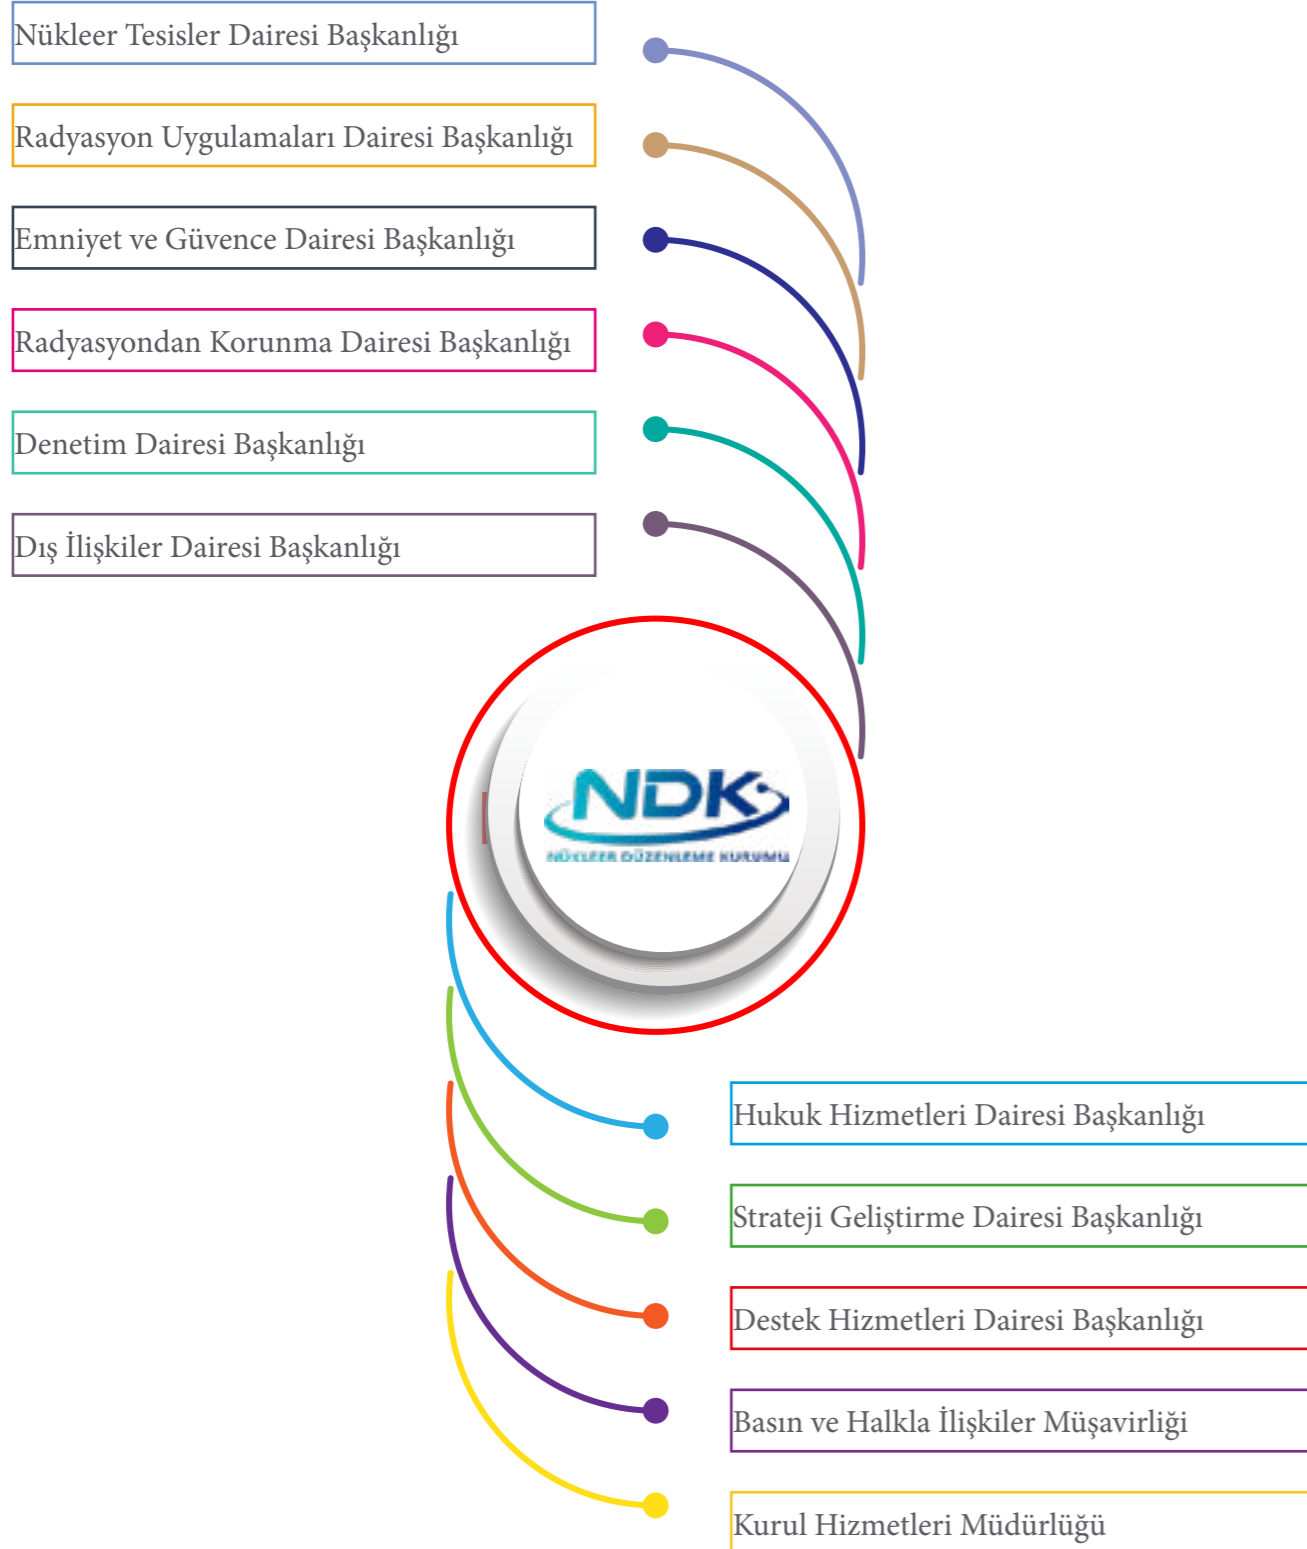 Nükleer Tesisler Dairesi Başkanlığı
Radyasyon Uygulamaları Dairesi Başkanlığı
Emniyet ve Güvence Dairesi Başkanlığı
Radyasyondan Korunma Dairesi Başkanlığı
Denetim Dairesi Başkanlığı
Dış İlişkiler Dairesi Başkanlığı
NDK
NÜKLEER DÜZENLEME KURUMU
Hukuk Hizmetleri Dairesi Başkanlığı
Strateji Geliştirme Dairesi Başkanlığı
Destek Hizmetleri Dairesi Başkanlığı
Basın ve Halkla İlişkiler Müşavirliği
Kurul Hizmetleri Müdürlüğü